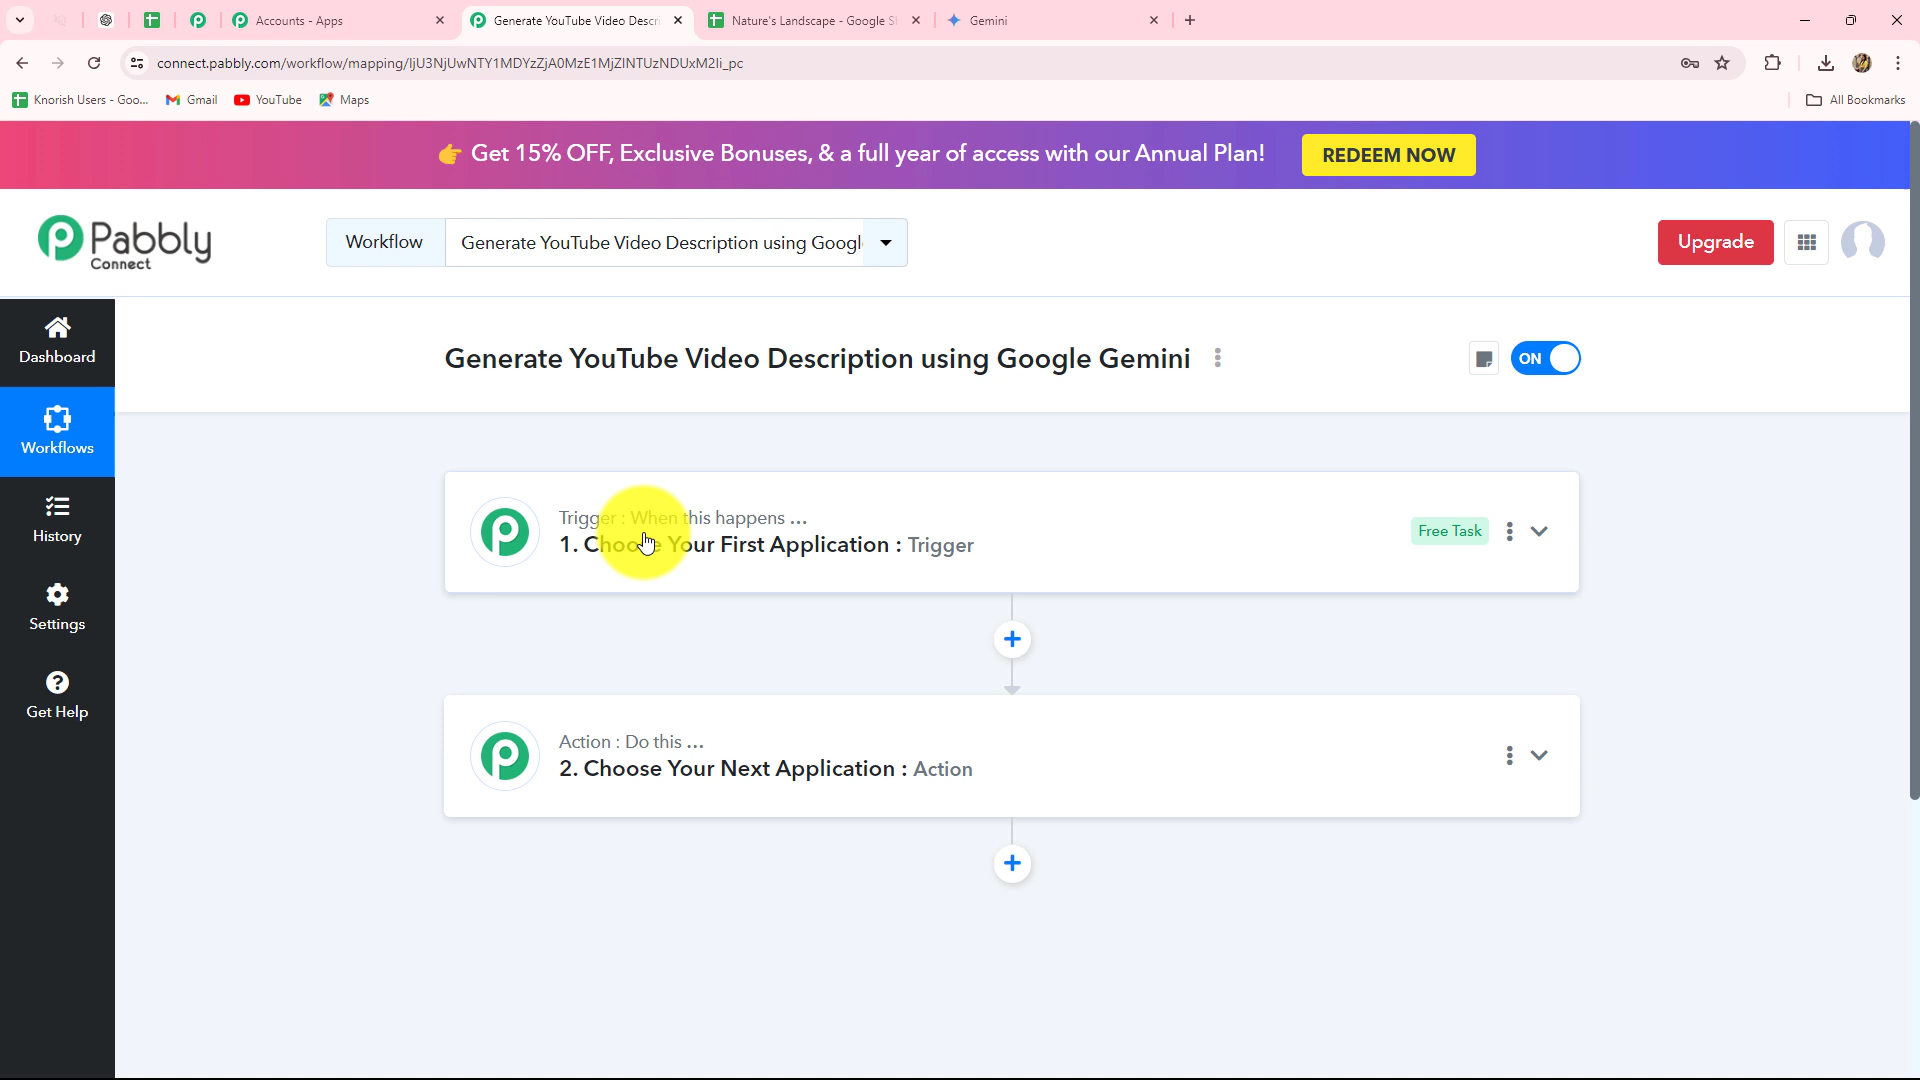 Accounts - Apps
Generate YouTube Video Descri
Nature's Landscape - Google S
Gemini
connect.pabbly.com/workflow/mapping/
Knorish Users - Goo...
Gmail
YouTube
Maps
All Bookmarks
👉 Get 15% OFF, Exclusive Bonuses, & a full year of access with our Annual Plan!
REDEEM NOW
Pabbly
Connect
Workflow
Generate YouTube Video Description using Googl
Upgrade
Dashboard
Workflows
History
Settings
Get Help
Generate YouTube Video Description using Google Gemini
ON
Trigger : When this happens ...
1. Choose Your First Application : Trigger
Free Task
Action : Do this ...
2. Choose Your Next Application : Action